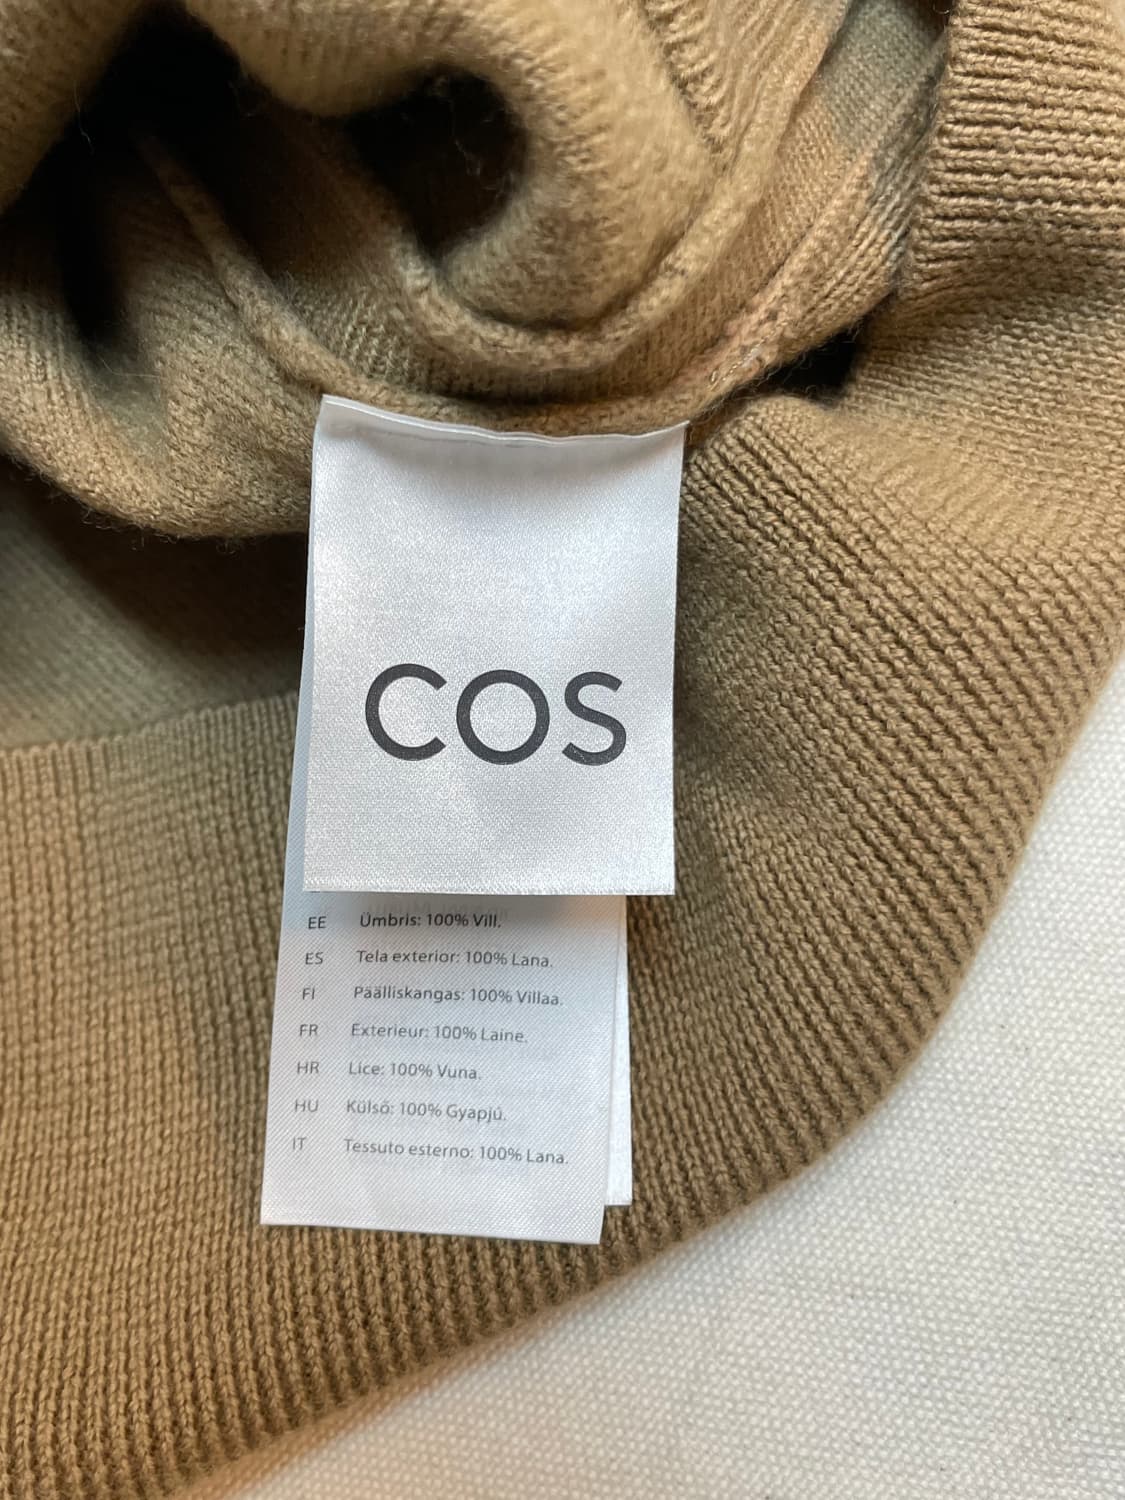 COS
EE Ümbris: 100% Vill.
ES Tela exterior: 100% Lana.
FI Päälliskangas: 100% Villaa.
FR Exterieur: 100% Laine.
HR Lice: 100% Vuna.
HU Külső: 100% Gyapjú.
IT Tessuto esterno: 100% Lana.